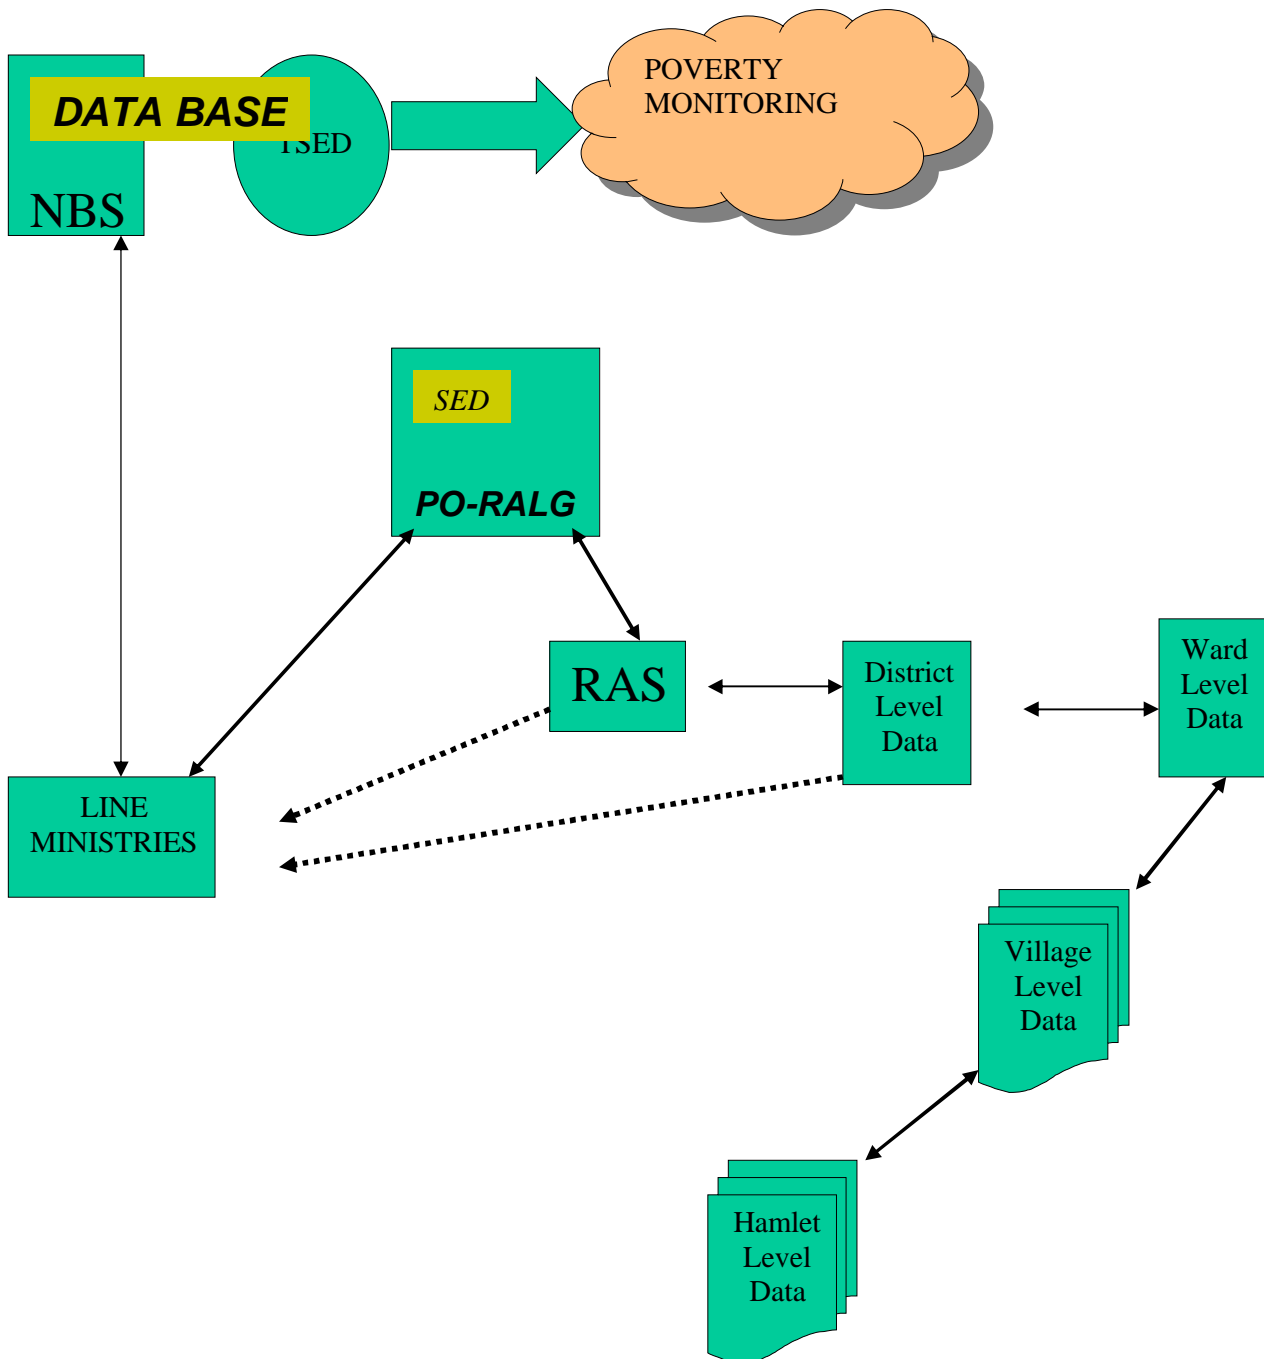 POVERTY
MONITORING
DATA BASE
TSED
NBS
SED
PO-RALG
RAS
District
Level
Data
Ward
Level
Data
LINE
MINISTRIES
Village
Level
Data
Hamlet
Level
Data